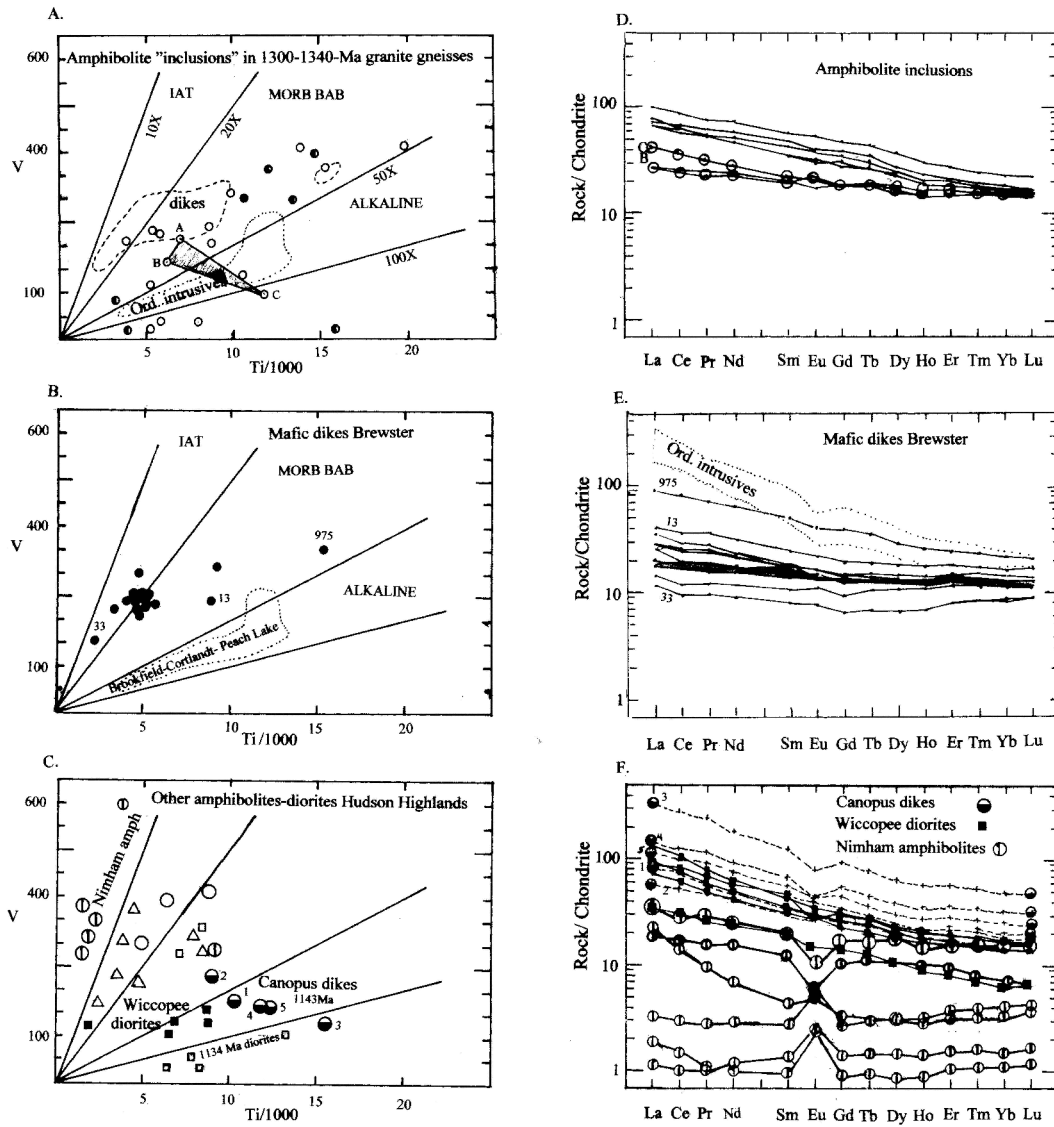 A.
600
Amphibolite "inclusions" in 1300-1340-Ma granite gneisses
IAT
MORB BAB
10X
20X
V
400
50X
ALKALINE
dikes
A
B
100X
100
C
Ord. intrusives
5
10
15
20
Ti/1000
B.
600
Mafic dikes Brewster
IAT
MORB BAB
V
400
975
ALKALINE
13
33
100
Brookfield-Cortlandt-Peach Lake
5
10
15
20
Ti/1000
C.
600
Other amphibolites-diorites Hudson Highlands
Nimham amph
V
400
2
Canopus dikes
1143Ma
1
4
5
3
Wiccopee
diorites
100
1134 Ma diorites
5
10
15
20
Ti/1000
D.
Amphibolite inclusions
100
C
B
Rock/ Chondrite
10
1
La Ce Pr Nd Sm Eu Gd Tb Dy Ho Er Tm Yb Lu
E.
Mafic dikes Brewster
Ord. intrusives
100
975
13
Rock/Chondrite
10
33
1
La Ce Pr Nd Sm Eu Gd Tb Dy Ho Er Tm Yb Lu
F.
3
Canopus dikes
Wiccopee diorites
Nimham amphibolites
4
100
5
1
2
Rock/ Chondrite
10
1
La Ce Pr Nd Sm Eu Gd Tb Dy Ho Er Tm Yb Lu